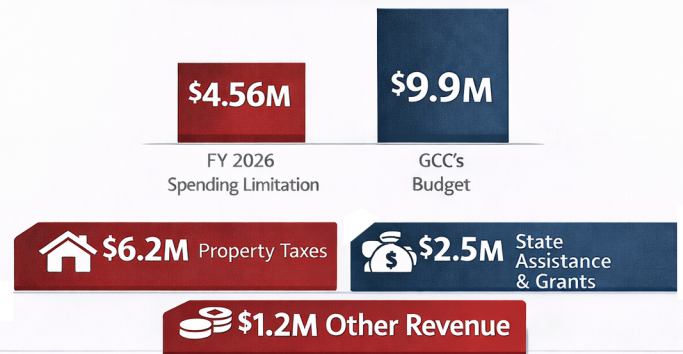 $4.56M
$9.9M
FY 2026
Spending Limitation
GCC's
Budget
$6.2M Property Taxes
$2.5M State
Assistance
& Grants
$1.2M Other Revenue